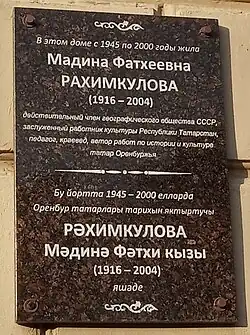 В этом доме с 1945 по 2000 годы жила
Мадина Фатхеевна
РАХИМКУЛОВА
(1916 – 2004)
действительный член географического общества СССР,
заслуженный работник культуры Республики Татарстан,
педагог, краевед, автор работ по истории и культуре
татар Оренбуржья
Бу йортта 1945 – 2000 елларда
Оренбур татарлары тарихын яктыртучы
РӘХИМКУЛОВА
Мәдинә Фәтхи кызы
(1916 – 2004)
яшәде